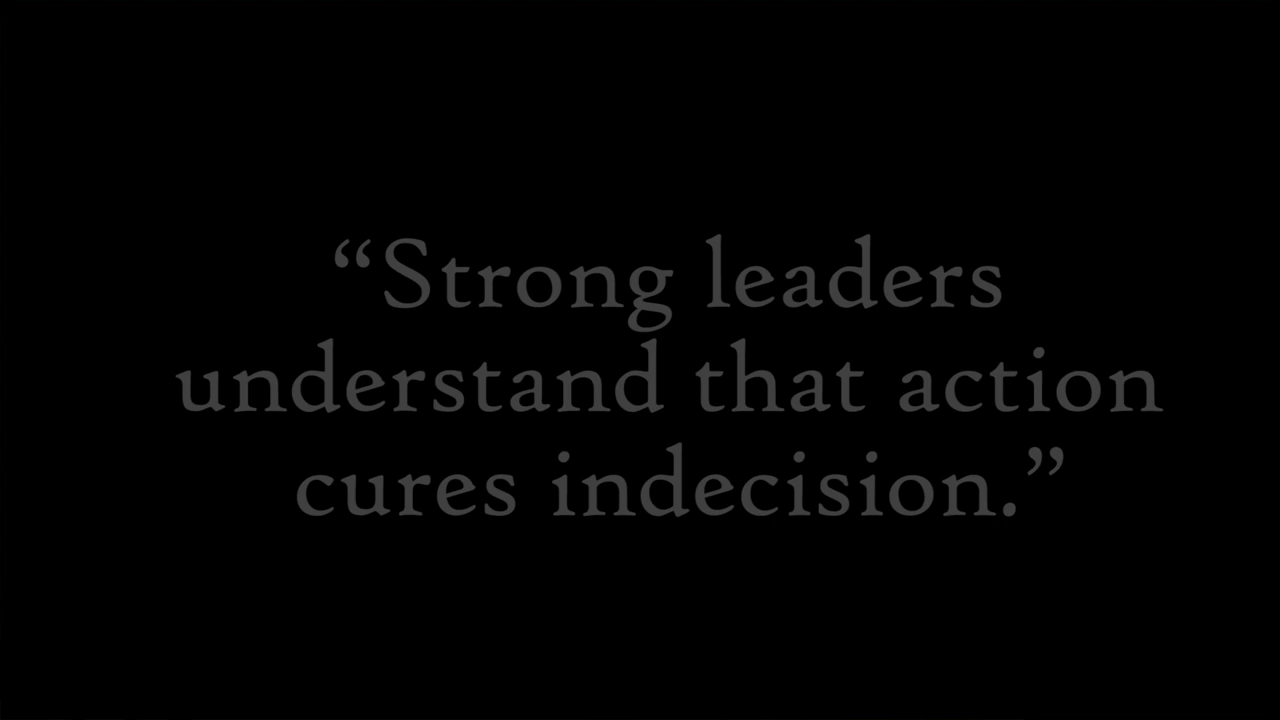 “Strong leaders
understand that action
cures indecision.”